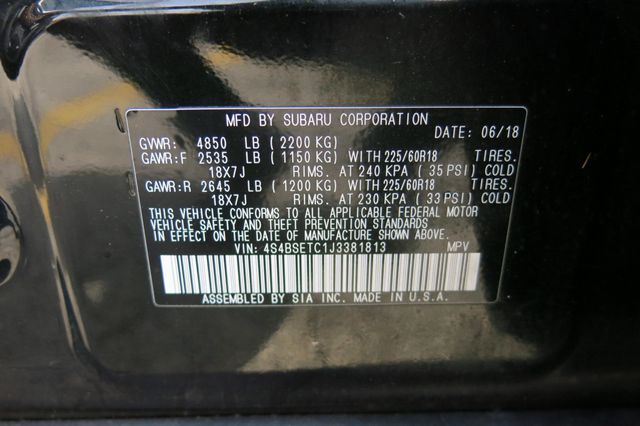 MFD BY SUBARU CORPORATION
GVWR: 4850 LB (2200 KG) DATE: 06/18
GAWR:F 2535 LB (1150 KG) WITH 225/60R18 TIRES.
18X7J RIMS. AT 240 KPA (35 PSI) COLD
GAWR:R 2645 LB (1200 KG) WITH 225/60R18 TIRES.
18X7J RIMS. AT 230 KPA (33 PSI) COLD
THIS VEHICLE CONFORMS TO ALL APPLICABLE FEDERAL MOTOR
VEHICLE SAFETY AND THEFT PREVENTION STANDARDS
IN EFFECT ON THE DATE OF MANUFACTURE SHOWN ABOVE.
VIN: 4S4BSETC1J3381813 MPV
ASSEMBLED BY SIA INC. MADE IN U.S.A.